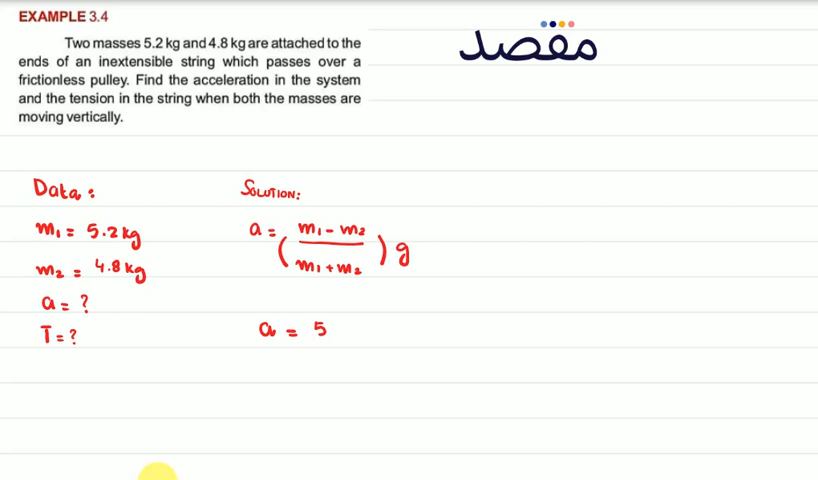 EXAMPLE 3.4
مقصد
Two masses 5.2 kg and 4.8 kg are attached to the
ends of an inextensible string which passes over a
frictionless pulley. Find the acceleration in the system
and the tension in the string when both the masses are
moving vertically.
Data:
m₁ = 5.2 kg
m₂ = 4.8 kg
a = ?
T = ?
SOLUTION:
a = (m₁ - m₂ / m₁ + m₂) g
a = 5